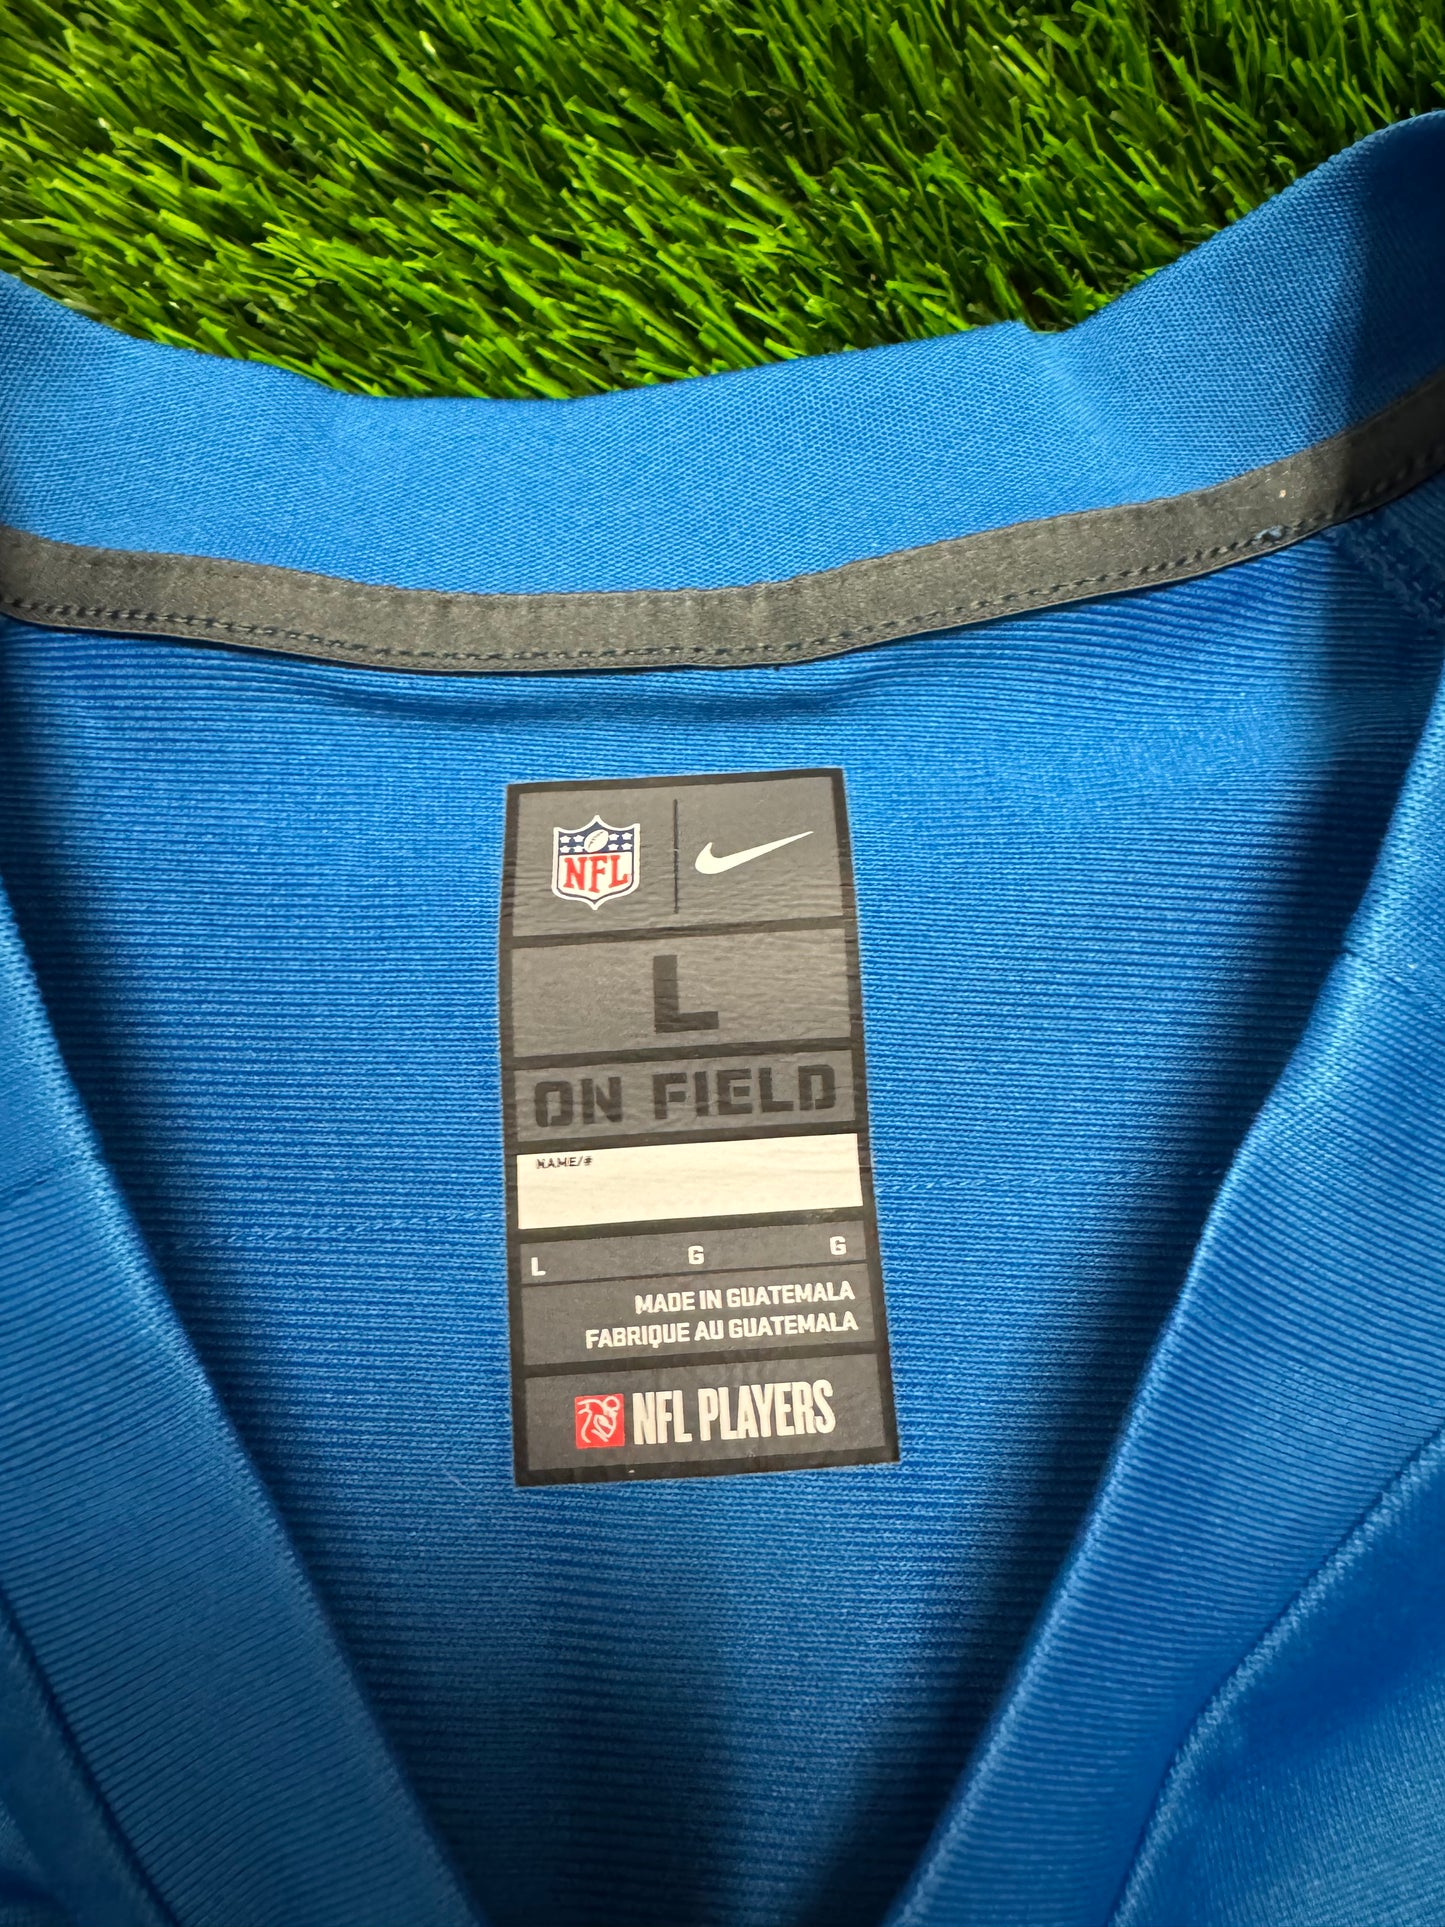 NFL
L
ON FIELD
NAME/#
L G G
MADE IN GUATEMALA
FABRIQUE AU GUATEMALA
NFL PLAYERS